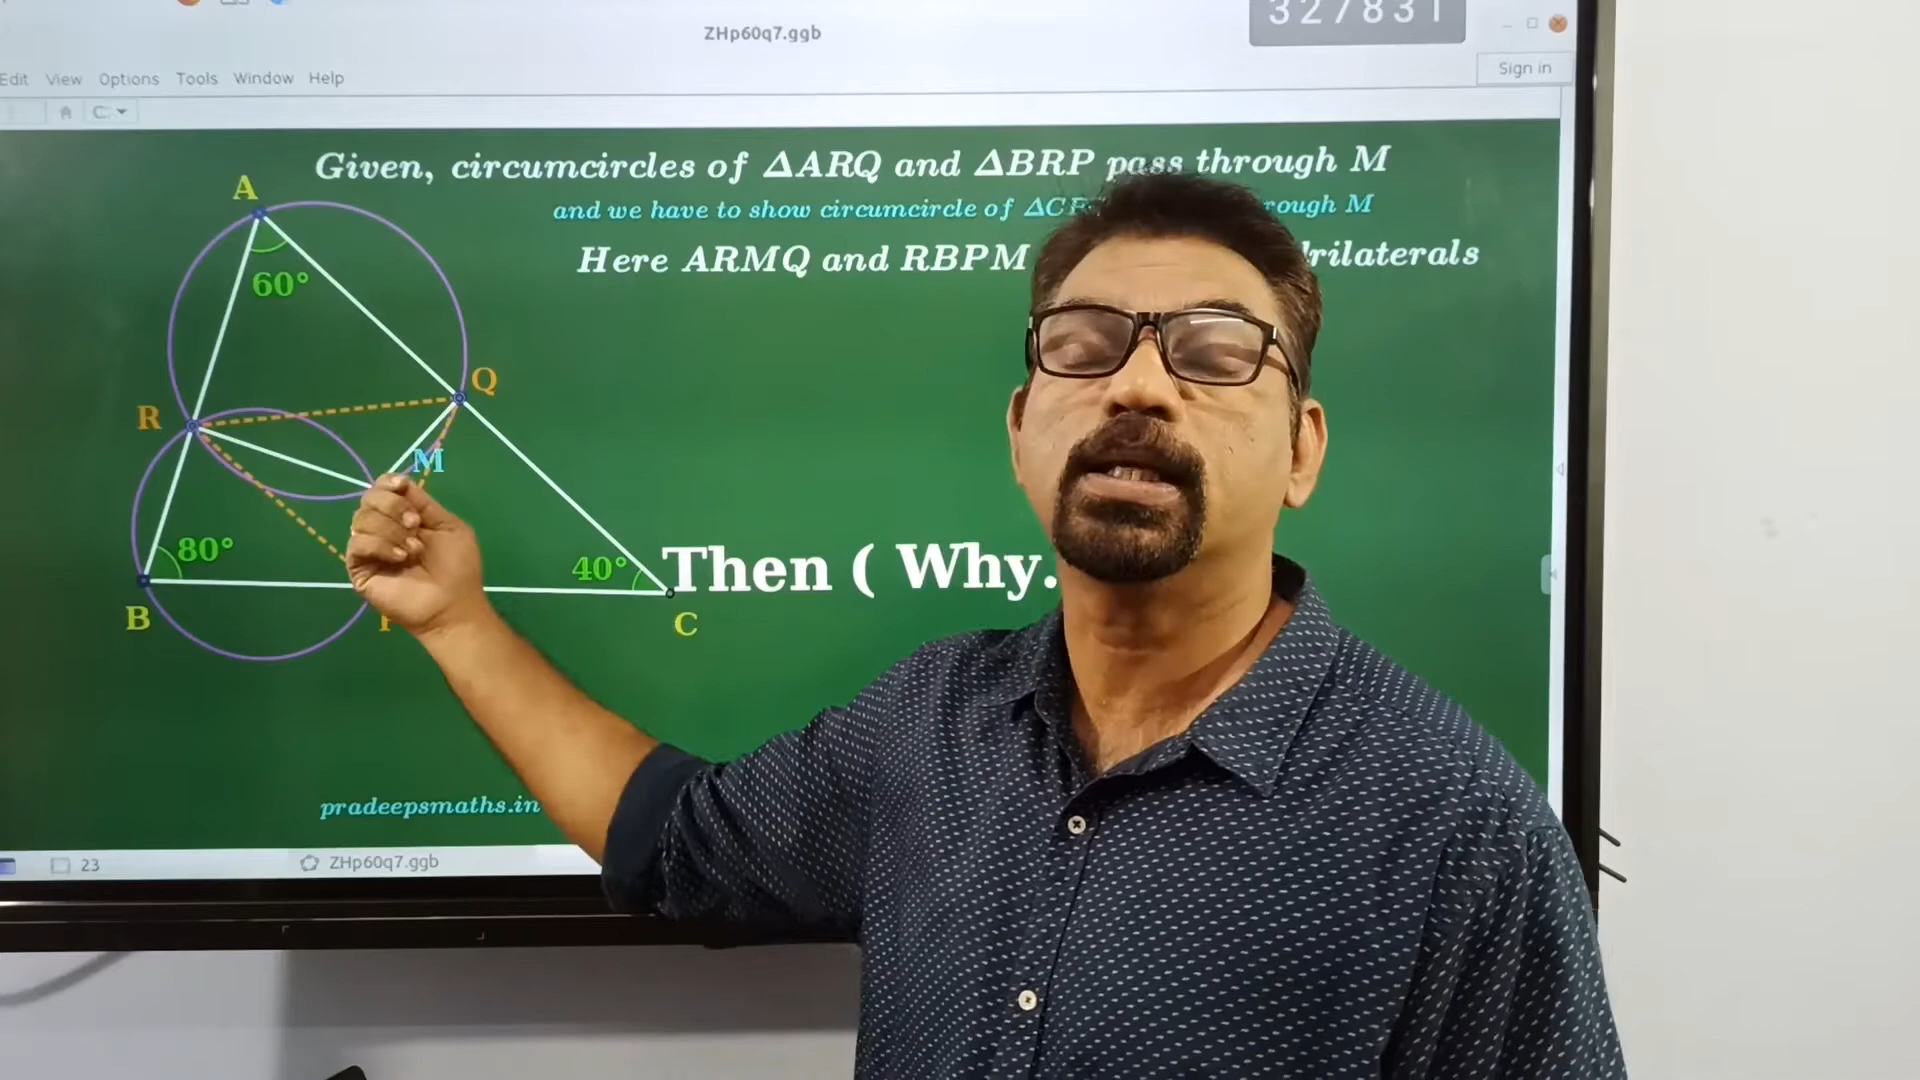 327831
ZHp60q7.ggb
Sign in
Edit View Options Tools Window Help
C:
Given, circumcircles of ΔARQ and ΔBRP pass through M
and we have to show circumcircle of
Here ARMQ and RBPM
A
60°
Q
R
M
80°
40°
Then ( Why.
B
C
pradeepsmaths.in
23 ZHp60q7.ggb